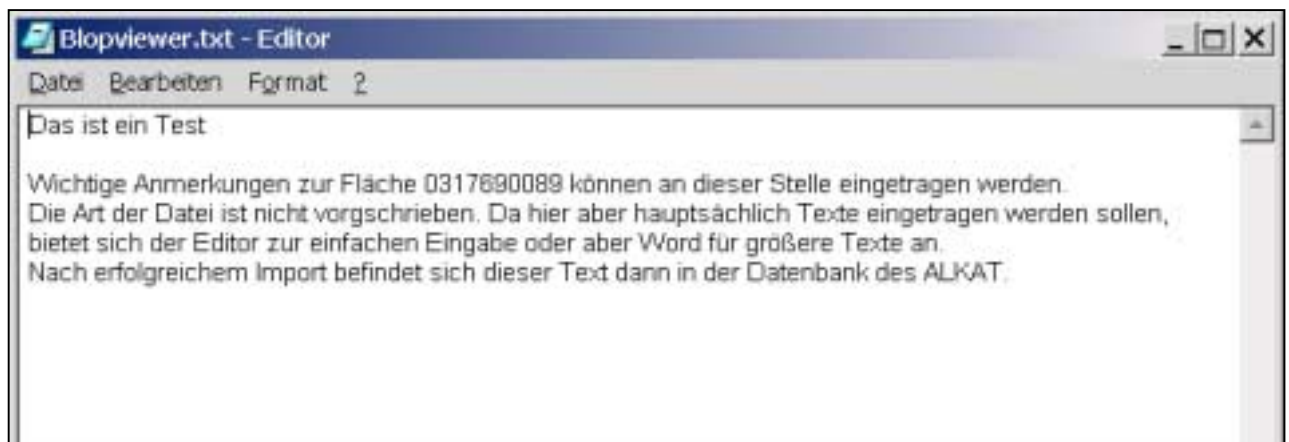 Blopviewer.txt - Editor
Datei Bearbeiten Format ?
Das ist ein Test
Wichtige Anmerkungen zur Fläche 0317690089 können an dieser Stelle eingetragen werden.
Die Art der Datei ist nicht vorgschrieben. Da hier aber hauptsächlich Texte eingetragen werden sollen,
bietet sich der Editor zur einfachen Eingabe oder aber Word für größere Texte an.
Nach erfolgreichem Import befindet sich dieser Text dann in der Datenbank des ALKAT.